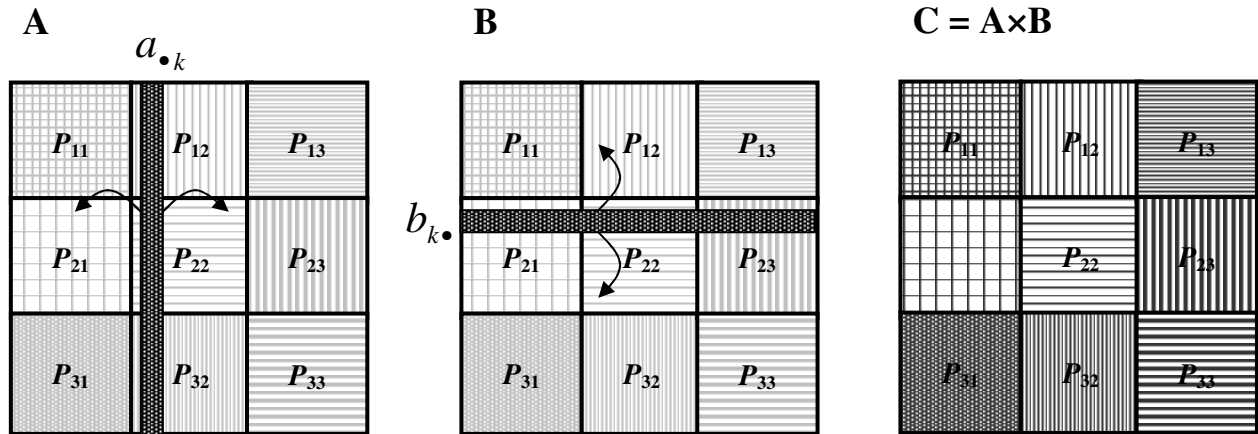 A
a•k
P11 P12 P13
P21 P22 P23
P31 P32 P33
B
bk•
P11 P12 P13
P21 P22 P23
P31 P32 P33
C = A×B
P11 P12 P13
P22 P23
P31 P32 P33